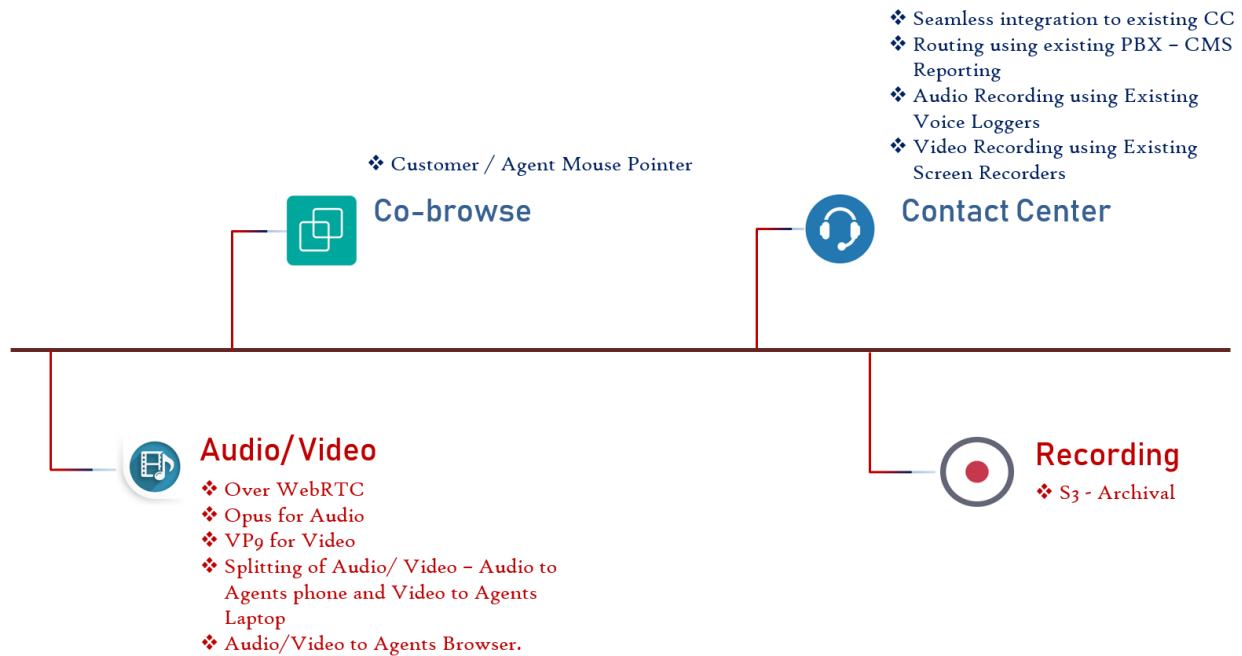 ❖ Seamless integration to existing CC
❖ Routing using existing PBX – CMS
Reporting
❖ Audio Recording using Existing
Voice Loggers
❖ Video Recording using Existing
Screen Recorders
Contact Center
❖ Customer / Agent Mouse Pointer
Co-browse
Audio/Video
❖ Over WebRTC
❖ Opus for Audio
❖ VP9 for Video
❖ Splitting of Audio/ Video – Audio to
Agents phone and Video to Agents
Laptop
❖ Audio/Video to Agents Browser.
Recording
❖ S3 - Archival